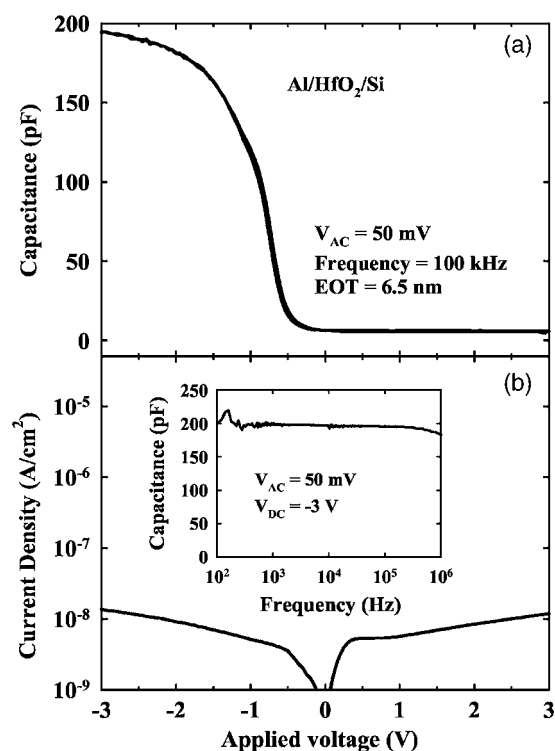 (a)
Al/HfO₂/Si
V_AC = 50 mV
Frequency = 100 kHz
EOT = 6.5 nm
Capacitance (pF)
200
150
100
50
0
(b)
Current Density (A/cm²)
10⁻⁵
10⁻⁶
10⁻⁷
10⁻⁸
10⁻⁹
Capacitance (pF)
250
200
150
100
50
0
V_AC = 50 mV
V_DC = -3 V
10² 10³ 10⁴ 10⁵ 10⁶
Frequency (Hz)
-3 -2 -1 0 1 2 3
Applied voltage (V)